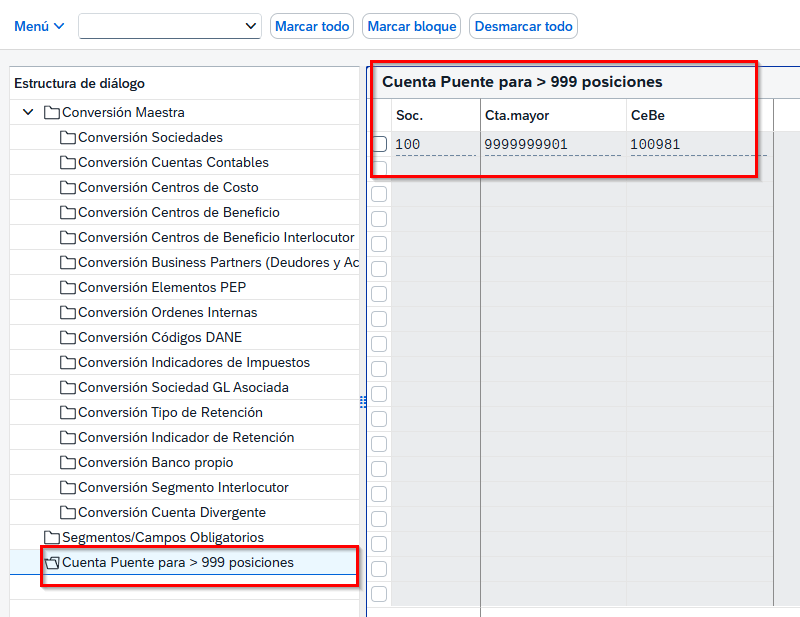 Menú
Marcar todo
Marcar bloque
Desmarcar todo
Estructura de diálogo
Conversión Maestra
Conversión Sociedades
Conversión Cuentas Contables
Conversión Centros de Costo
Conversión Centros de Beneficio
Conversión Centros de Beneficio Interlocutor
Conversión Business Partners (Deudores y Ac
Conversión Elementos PEP
Conversión Ordenes Internas
Conversión Códigos DANE
Conversión Indicadores de Impuestos
Conversión Sociedad GL Asociada
Conversión Tipo de Retención
Conversión Indicador de Retención
Conversión Banco propio
Conversión Segmento Interlocutor
Conversión Cuenta Divergente
Segmentos/Campos Obligatorios
Cuenta Puente para > 999 posiciones
Cuenta Puente para > 999 posiciones
Soc. Cta.mayor CeBe
100 9999999901 100981